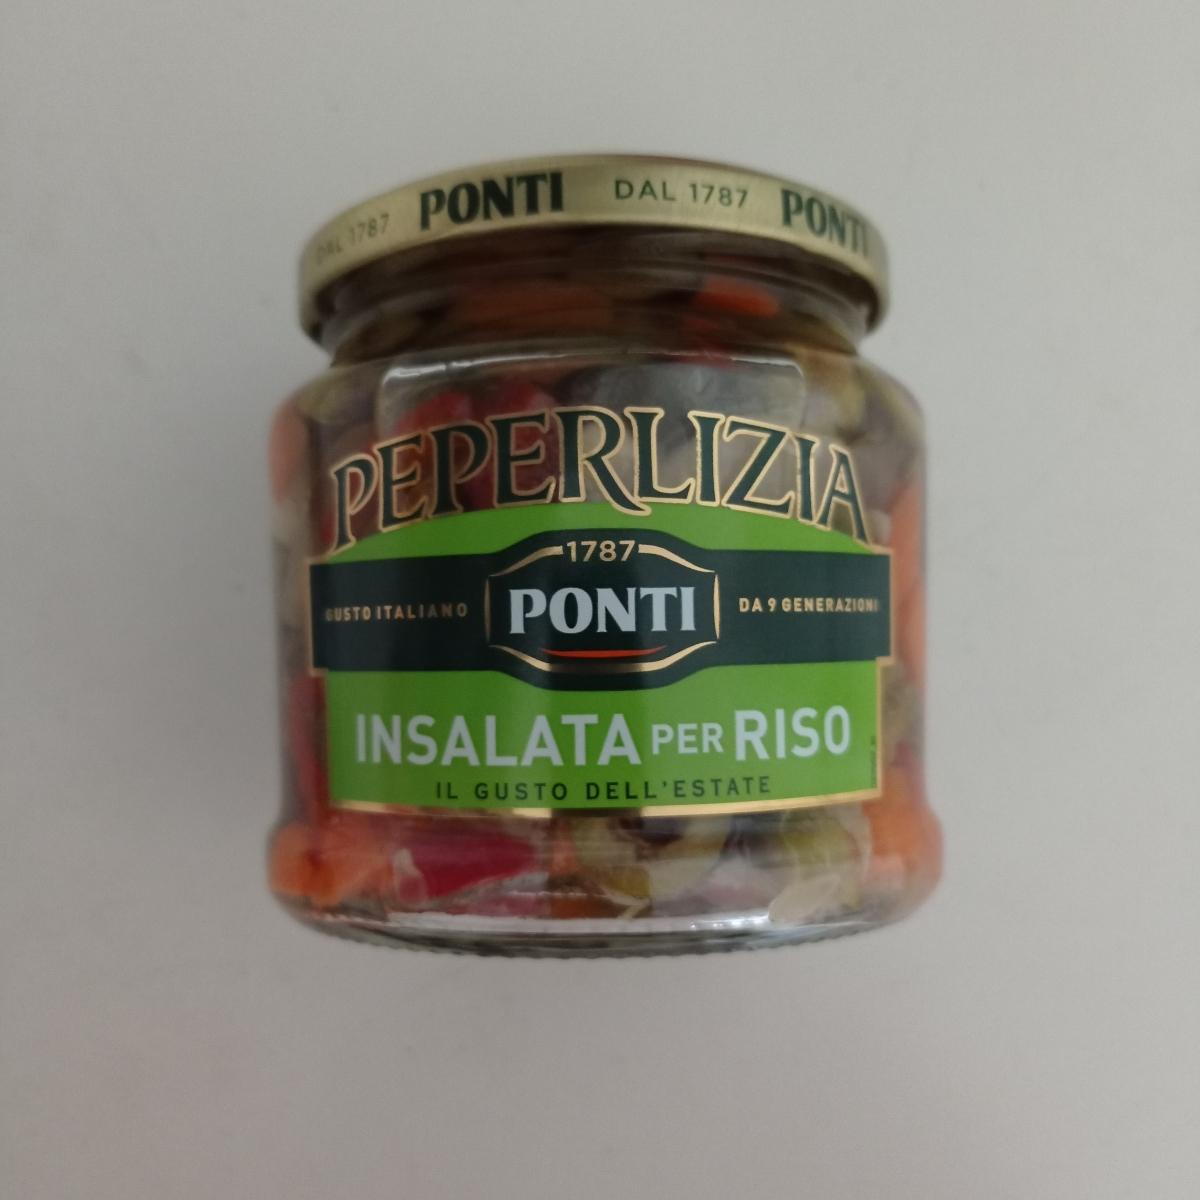 DAL 1787 PONTI DAL 1787 PONTI
PEPERLIZIA
1787
GUSTO ITALIANO PONTI DA 9 GENERAZIONI
INSALATA PER RISO
IL GUSTO DELL'ESTATE